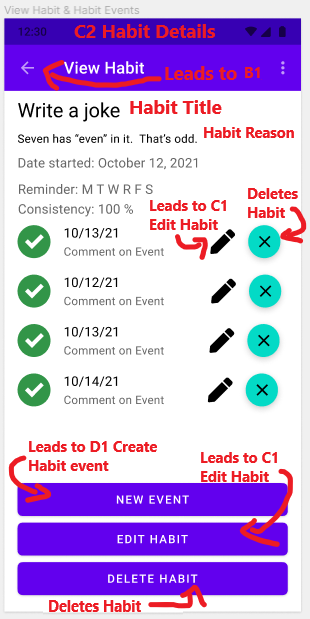 View Habit & Habit Events
12:30 C2 Habit Details
View Habit
Leads to B1
Write a joke Habit Title
Seven has “even” in it. That’s odd. Habit Reason
Date started: October 12, 2021
Reminder: M T W R F S
Consistency: 100 %
Leads to C1
Edit Habit
Deletes
Habit
10/13/21
Comment on Event
10/12/21
Comment on Event
10/13/21
Comment on Event
10/14/21
Comment on Event
Leads to D1 Create
Habit event
Leads to C1
Edit Habit
NEW EVENT
EDIT HABIT
DELETE HABIT
Deletes Habit